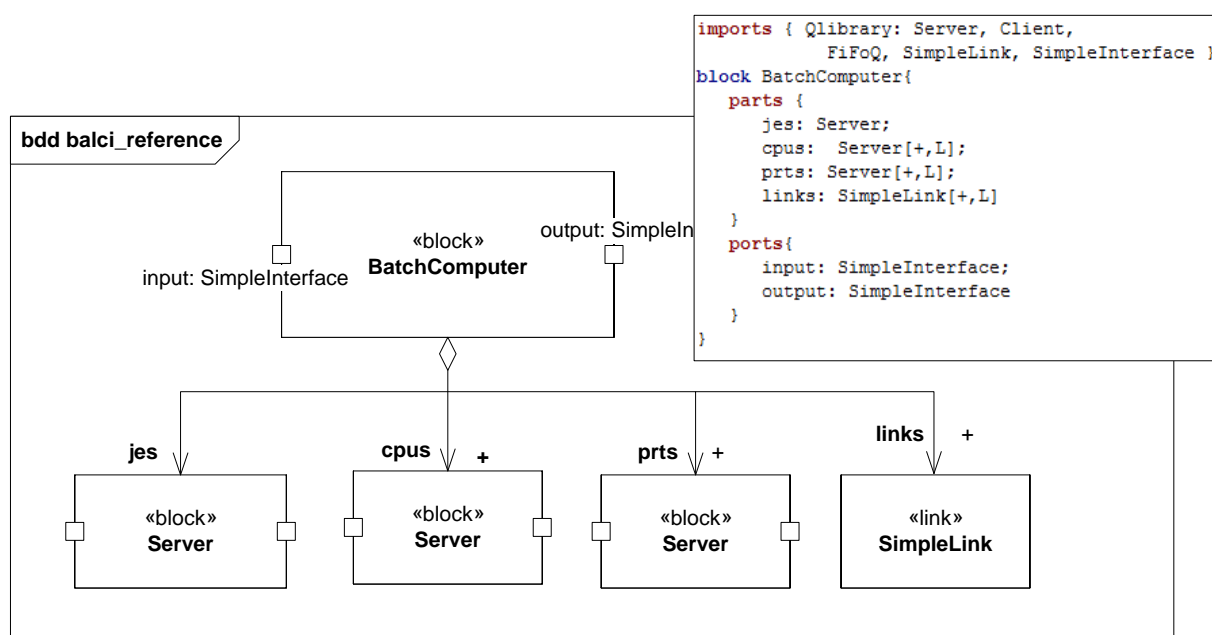 imports { Qlibrary: Server, Client,
FiFoQ, SimpleLink, SimpleInterface }
block BatchComputer{
parts {
jes: Server;
cpus: Server[+,L];
prts: Server[+,L];
links: SimpleLink[+,L]
}
ports{
input: SimpleInterface;
output: SimpleInterface
}
}
bdd balci_reference
«block»
BatchComputer
input: SimpleInterface
output: SimpleIn
jes
cpus
+
prts
+
links
+
«block»
Server
«block»
Server
«block»
Server
«link»
SimpleLink